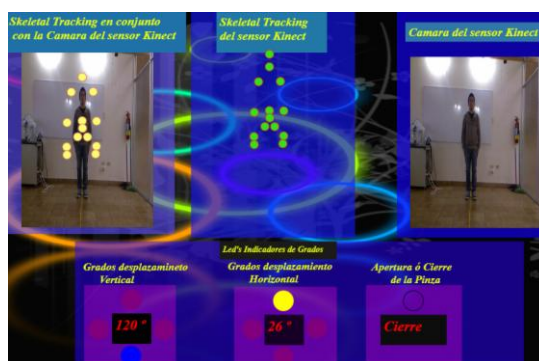 Skeletal Tracking en conjunto
con la Camara del sensor Kinect
Skeletal Tracking
del sensor Kinect
Camara del sensor Kinect
Led's Indicadores de Grados
Grados desplazamineto
Vertical
Grados desplazamiento
Horizontal
Apertura ó Cierre
de la Pinza
120 º
26 º
Cierre